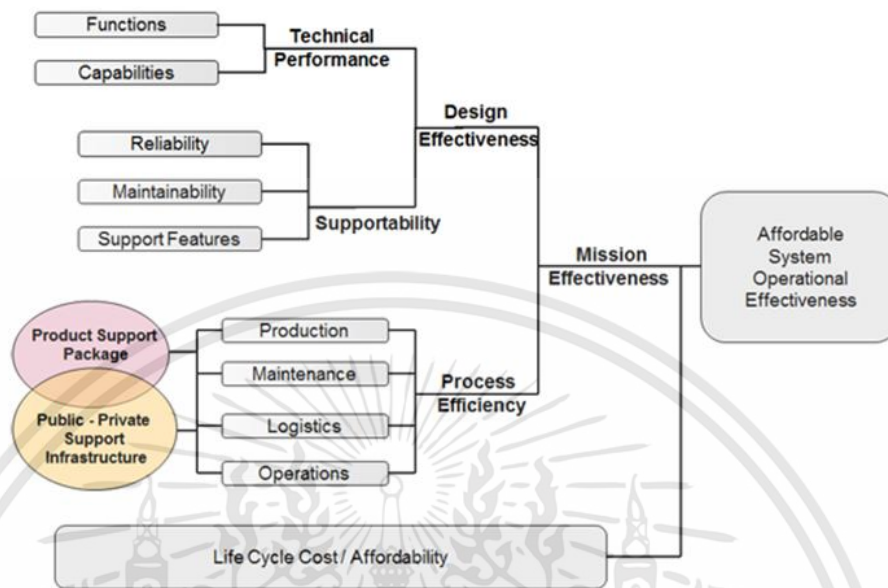 Functions
Technical
Performance
Capabilities
Design
Effectiveness
Reliability
Maintainability
Support Features
Supportability
Mission
Effectiveness
Affordable
System
Operational
Effectiveness
Product Support
Package
Public - Private
Support
Infrastructure
Production
Maintenance
Logistics
Operations
Process
Efficiency
Life Cycle Cost / Affordability